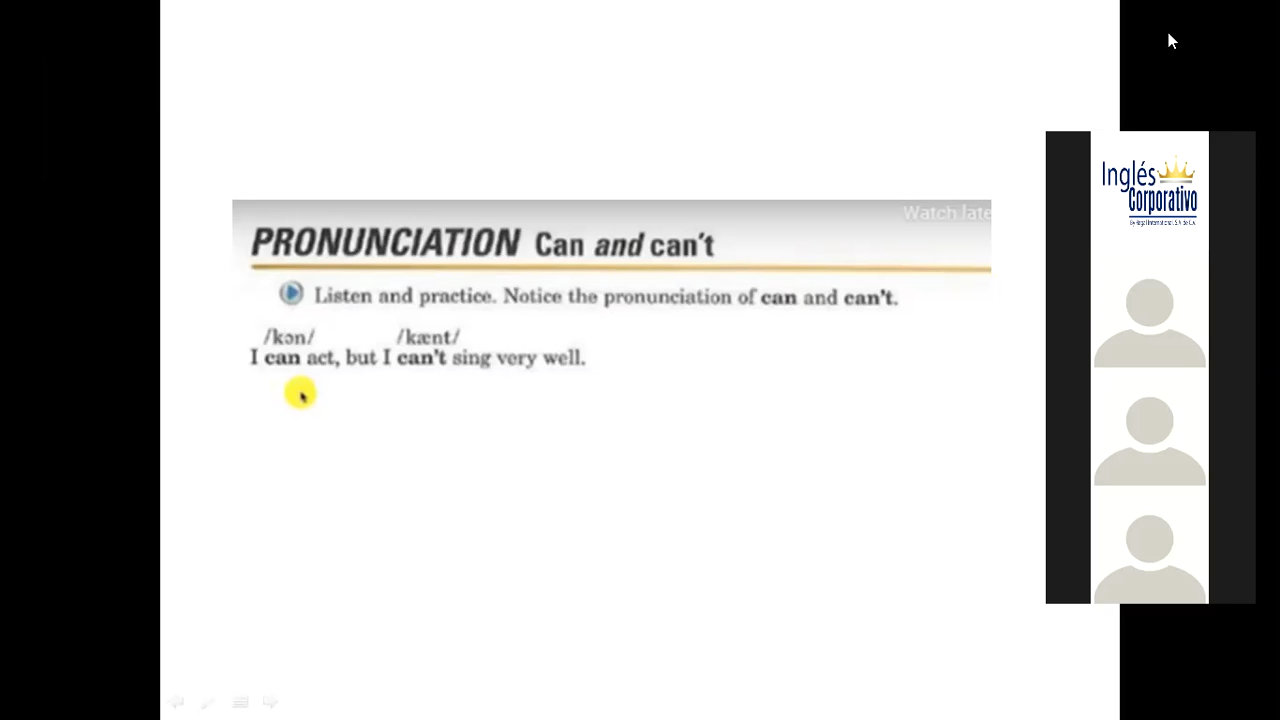 Watch late
PRONUNCIATION Can and can't
Listen and practice. Notice the pronunciation of can and can't.
/kən/ /kænt/
I can act, but I can't sing very well.
Inglés
Corporativo